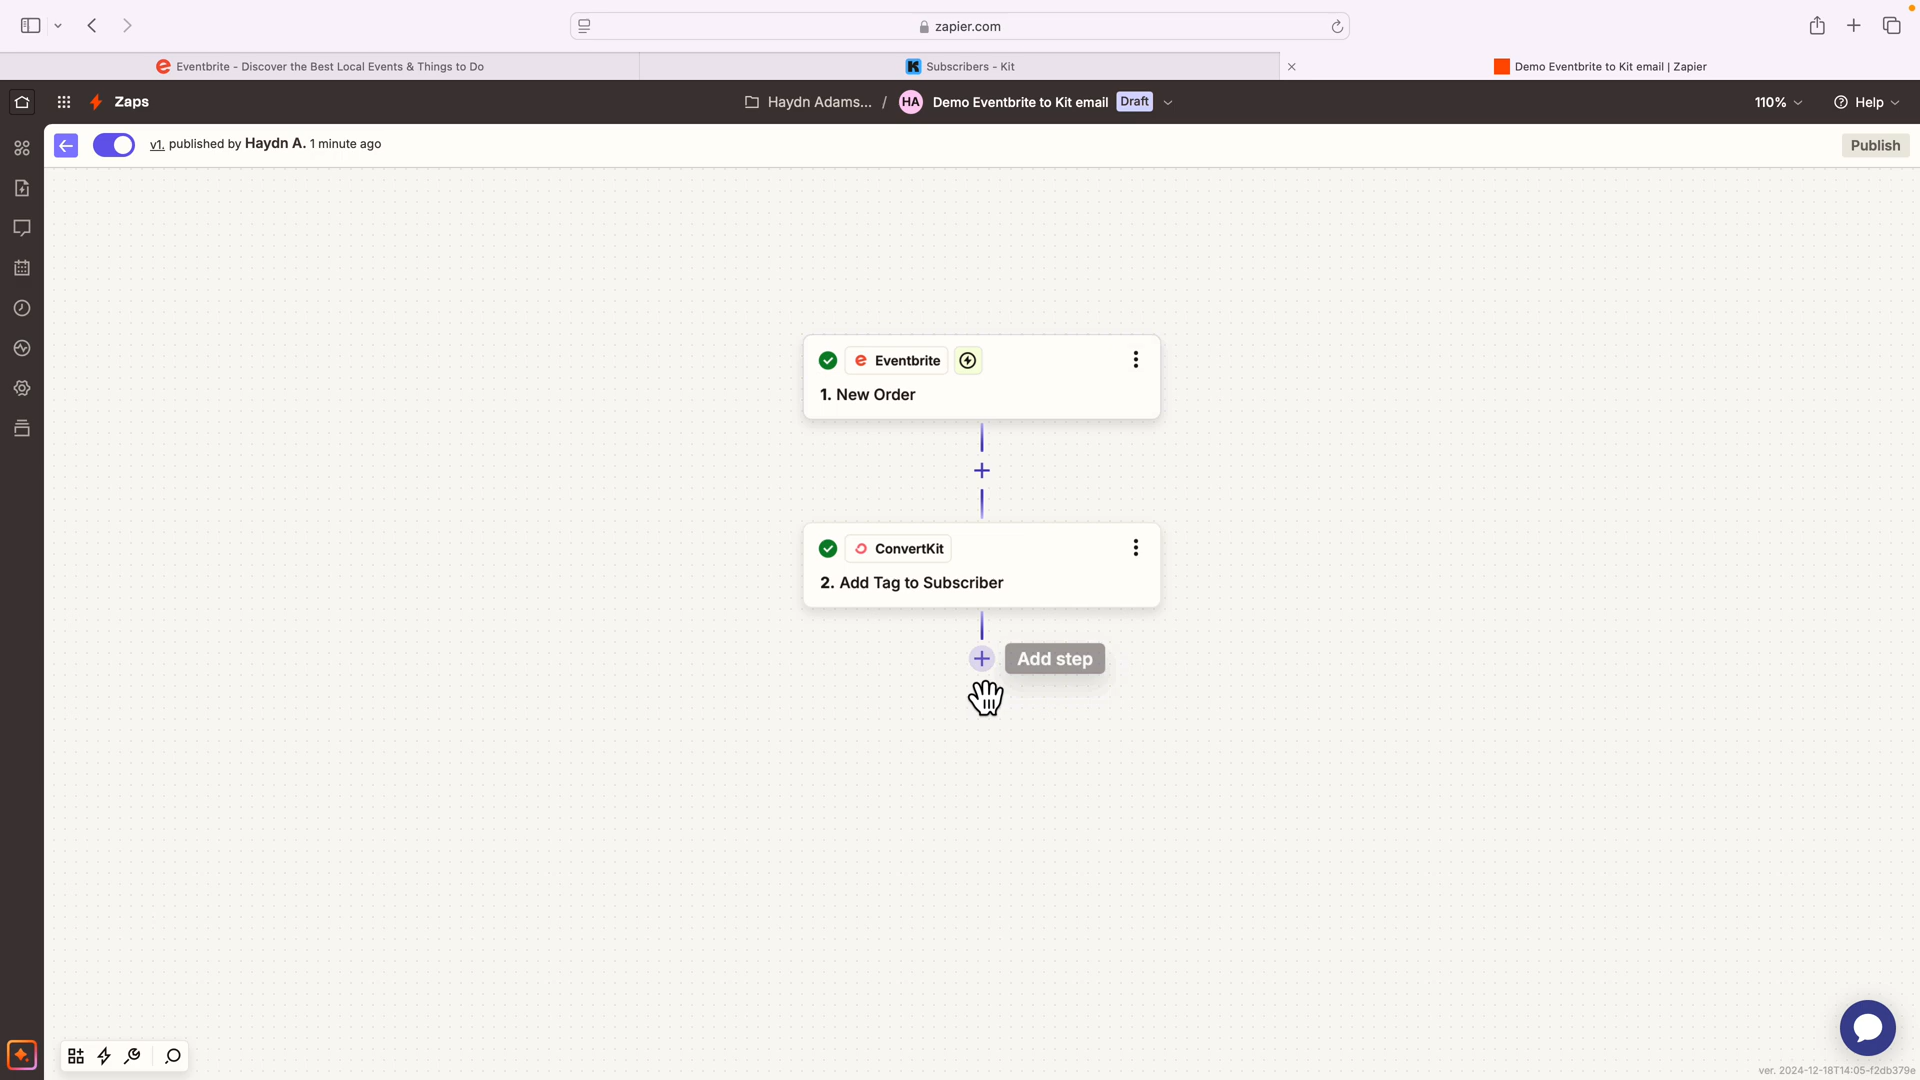 zapier.com
Eventbrite - Discover the Best Local Events & Things to Do
Subscribers - Kit
Demo Eventbrite to Kit email | Zapier
Zaps
Haydn Adams... / HA Demo Eventbrite to Kit email Draft
110%
Help
v1. published by Haydn A. 1 minute ago
Publish
Eventbrite
1. New Order
ConvertKit
2. Add Tag to Subscriber
Add step
ver. 2024-12-18T14:05-f2db379e